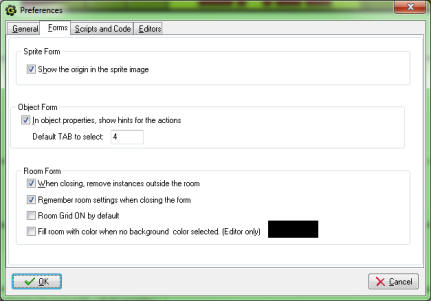 Preferences
General Forms Scripts and Code Editors
Sprite Form
Show the origin in the sprite image
Object Form
In object properties, show hints for the actions
Default TAB to select: 4
Room Form
When closing, remove instances outside the room
Remember room settings when closing the form
Room Grid ON by default
Fill room with color when no background color selected. (Editor only)
OK Cancel